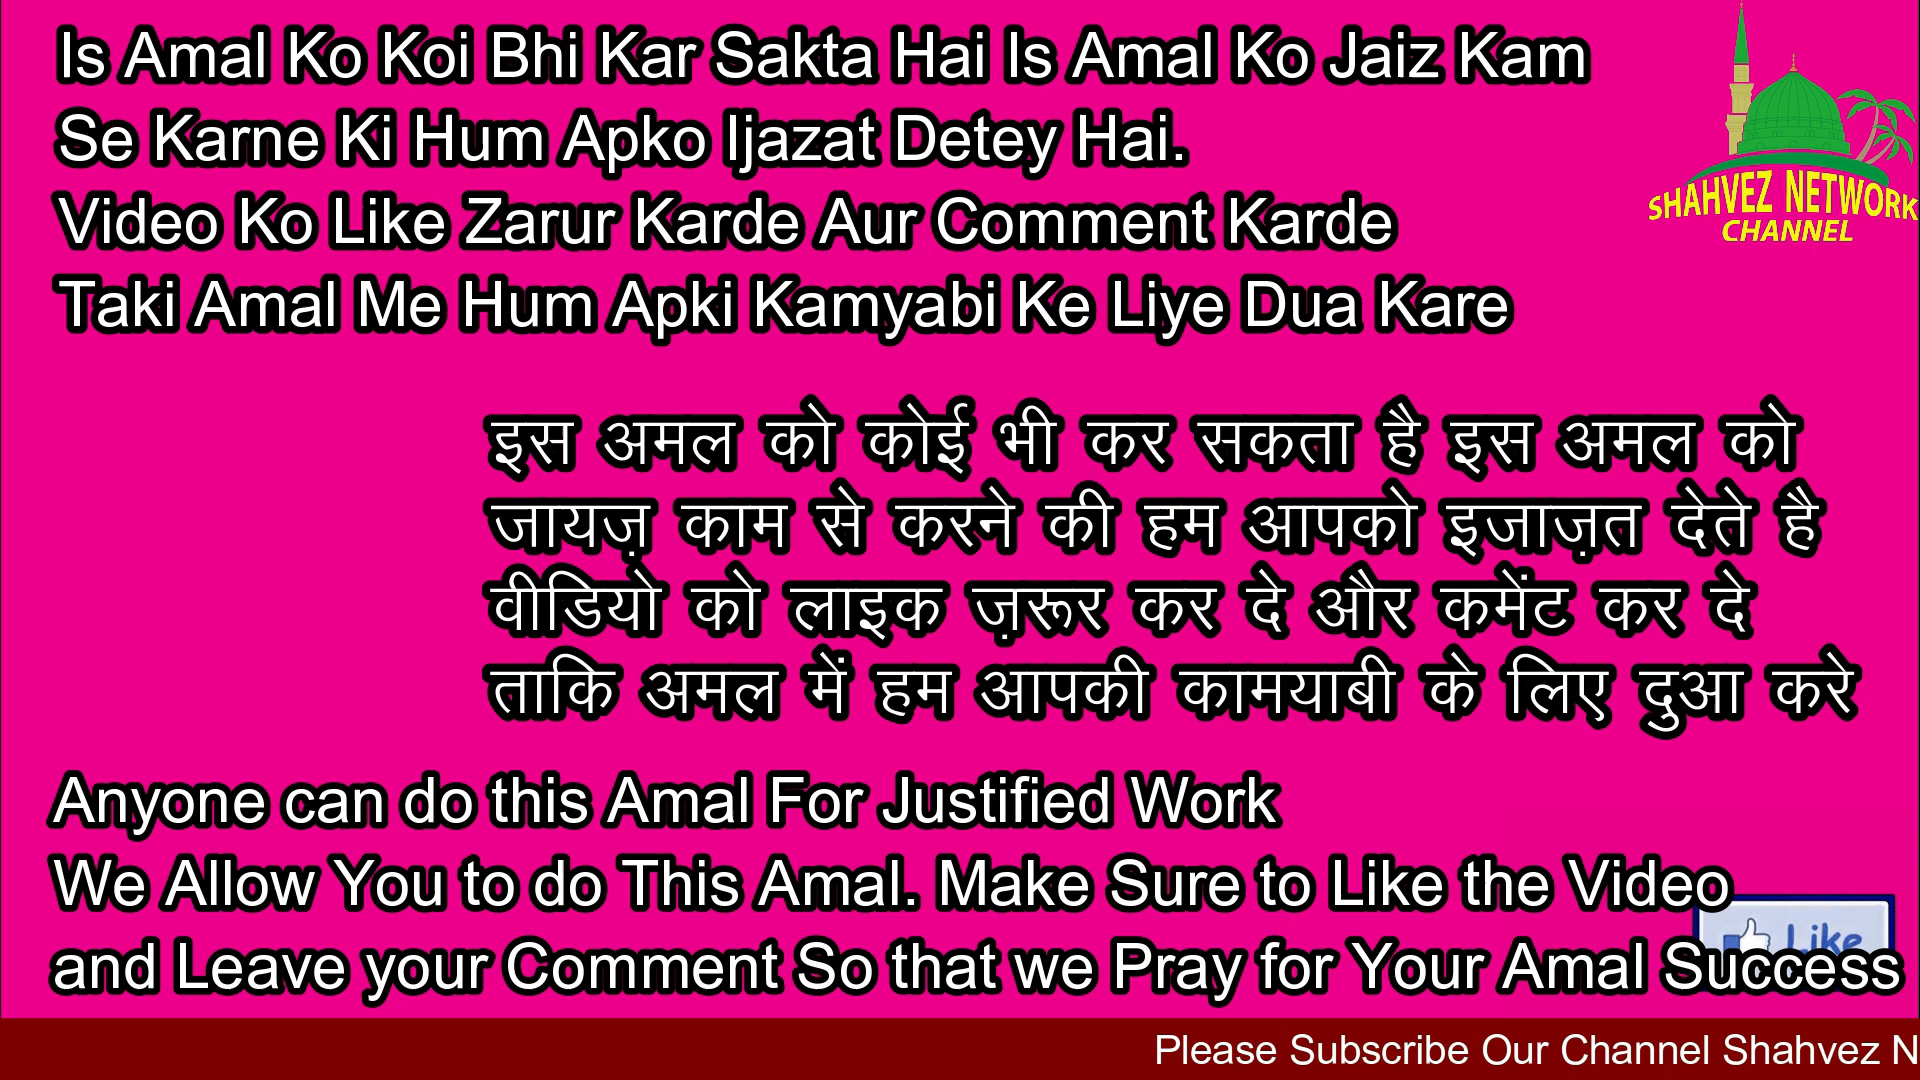 Is Amal Ko Koi Bhi Kar Sakta Hai Is Amal Ko Jaiz Kam
Se Karne Ki Hum Apko Ijazat Detey Hai.
Video Ko Like Zarur Karde Aur Comment Karde
Taki Amal Me Hum Apki Kamyabi Ke Liye Dua Kare
SHAHVEZ NETWORK
CHANNEL
इस अमल को कोई भी कर सकता है इस अमल को
जायज़ काम से करने की हम आपको इजाज़त देते है
वीडियो को लाइक ज़रूर कर दे और कमेंट कर दे
ताकि अमल में हम आपकी कामयाबी के लिए दुआ करे
Anyone can do this Amal For Justified Work
We Allow You to do This Amal. Make Sure to Like the Video
and Leave your Comment So that we Pray for Your Amal Success
Like
Please Subscribe Our Channel Shahvez N